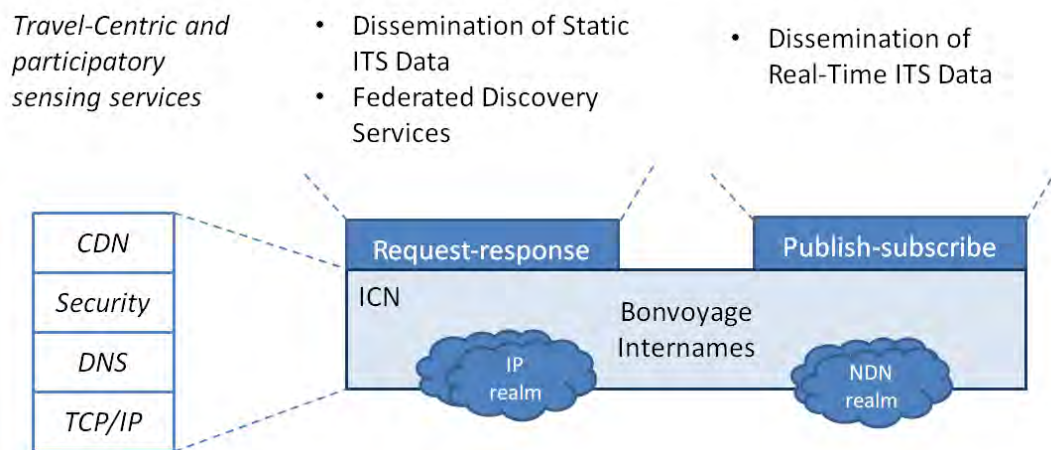 Travel-Centric and
participatory
sensing services
• Dissemination of Static
ITS Data
• Federated Discovery
Services
• Dissemination of
Real-Time ITS Data
CDN
Security
DNS
TCP/IP
Request-response
Publish-subscribe
ICN
Bonvoyage
Internames
IP
realm
NDN
realm